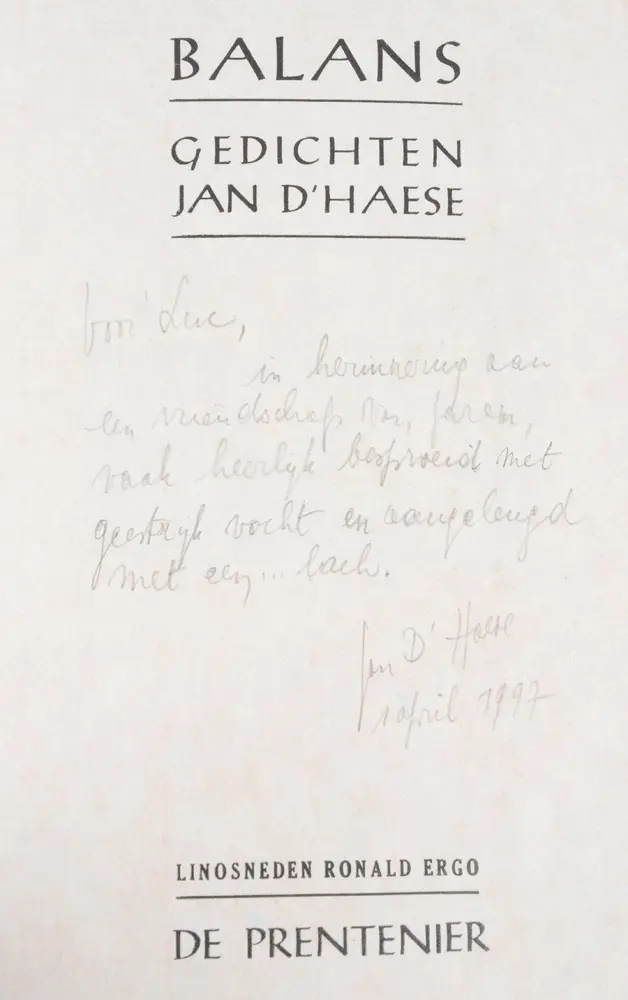 BALANS
GEDICHTEN
JAN D'HAESE
voor Luc,
in herinnering aan
een vriendschap van jaren,
vaak heerlijk besproeid met
geestrijk vocht en aangelengd
met een... lach.
Jan D'Haese
1 april 1997
LINOSNEDEN RONALD ERGO
DE PRENTENIER